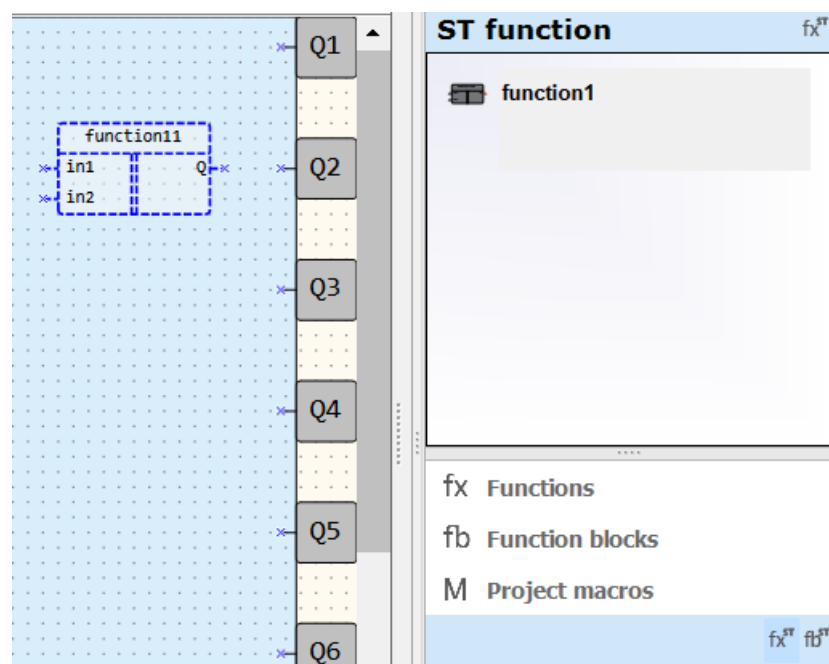 Q1
function11
in1 Q
in2
Q2
Q3
Q4
Q5
Q6
ST function fx ST
function1
fx Functions
fb Function blocks
M Project macros
fx ST fb ST